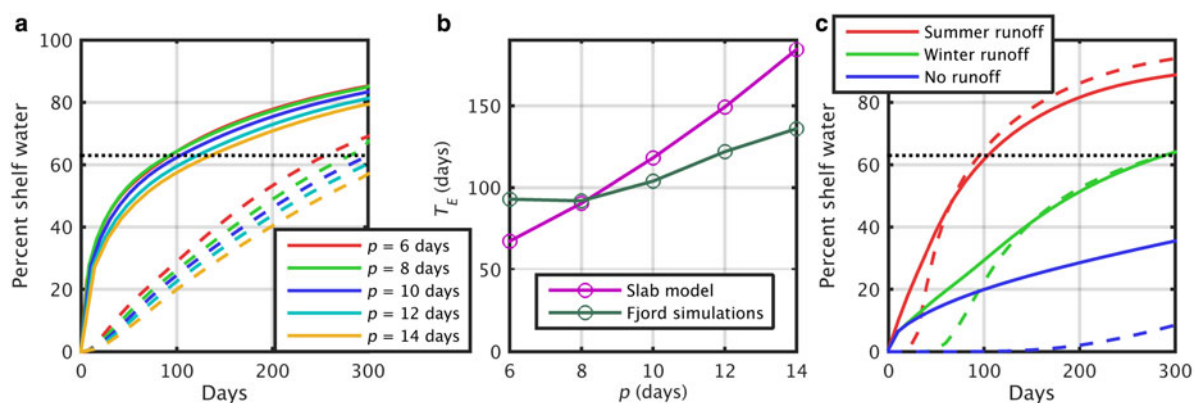 a
100
80
60
40
20
0
Percent shelf water
0 100 200 300
Days
p = 6 days
p = 8 days
p = 10 days
p = 12 days
p = 14 days
b
150
100
50
T_E (days)
6 8 10 12 14
p (days)
Slab model
Fjord simulations
c
Summer runoff
Winter runoff
No runoff
80
60
40
20
0
Percent shelf water
0 100 200 300
Days